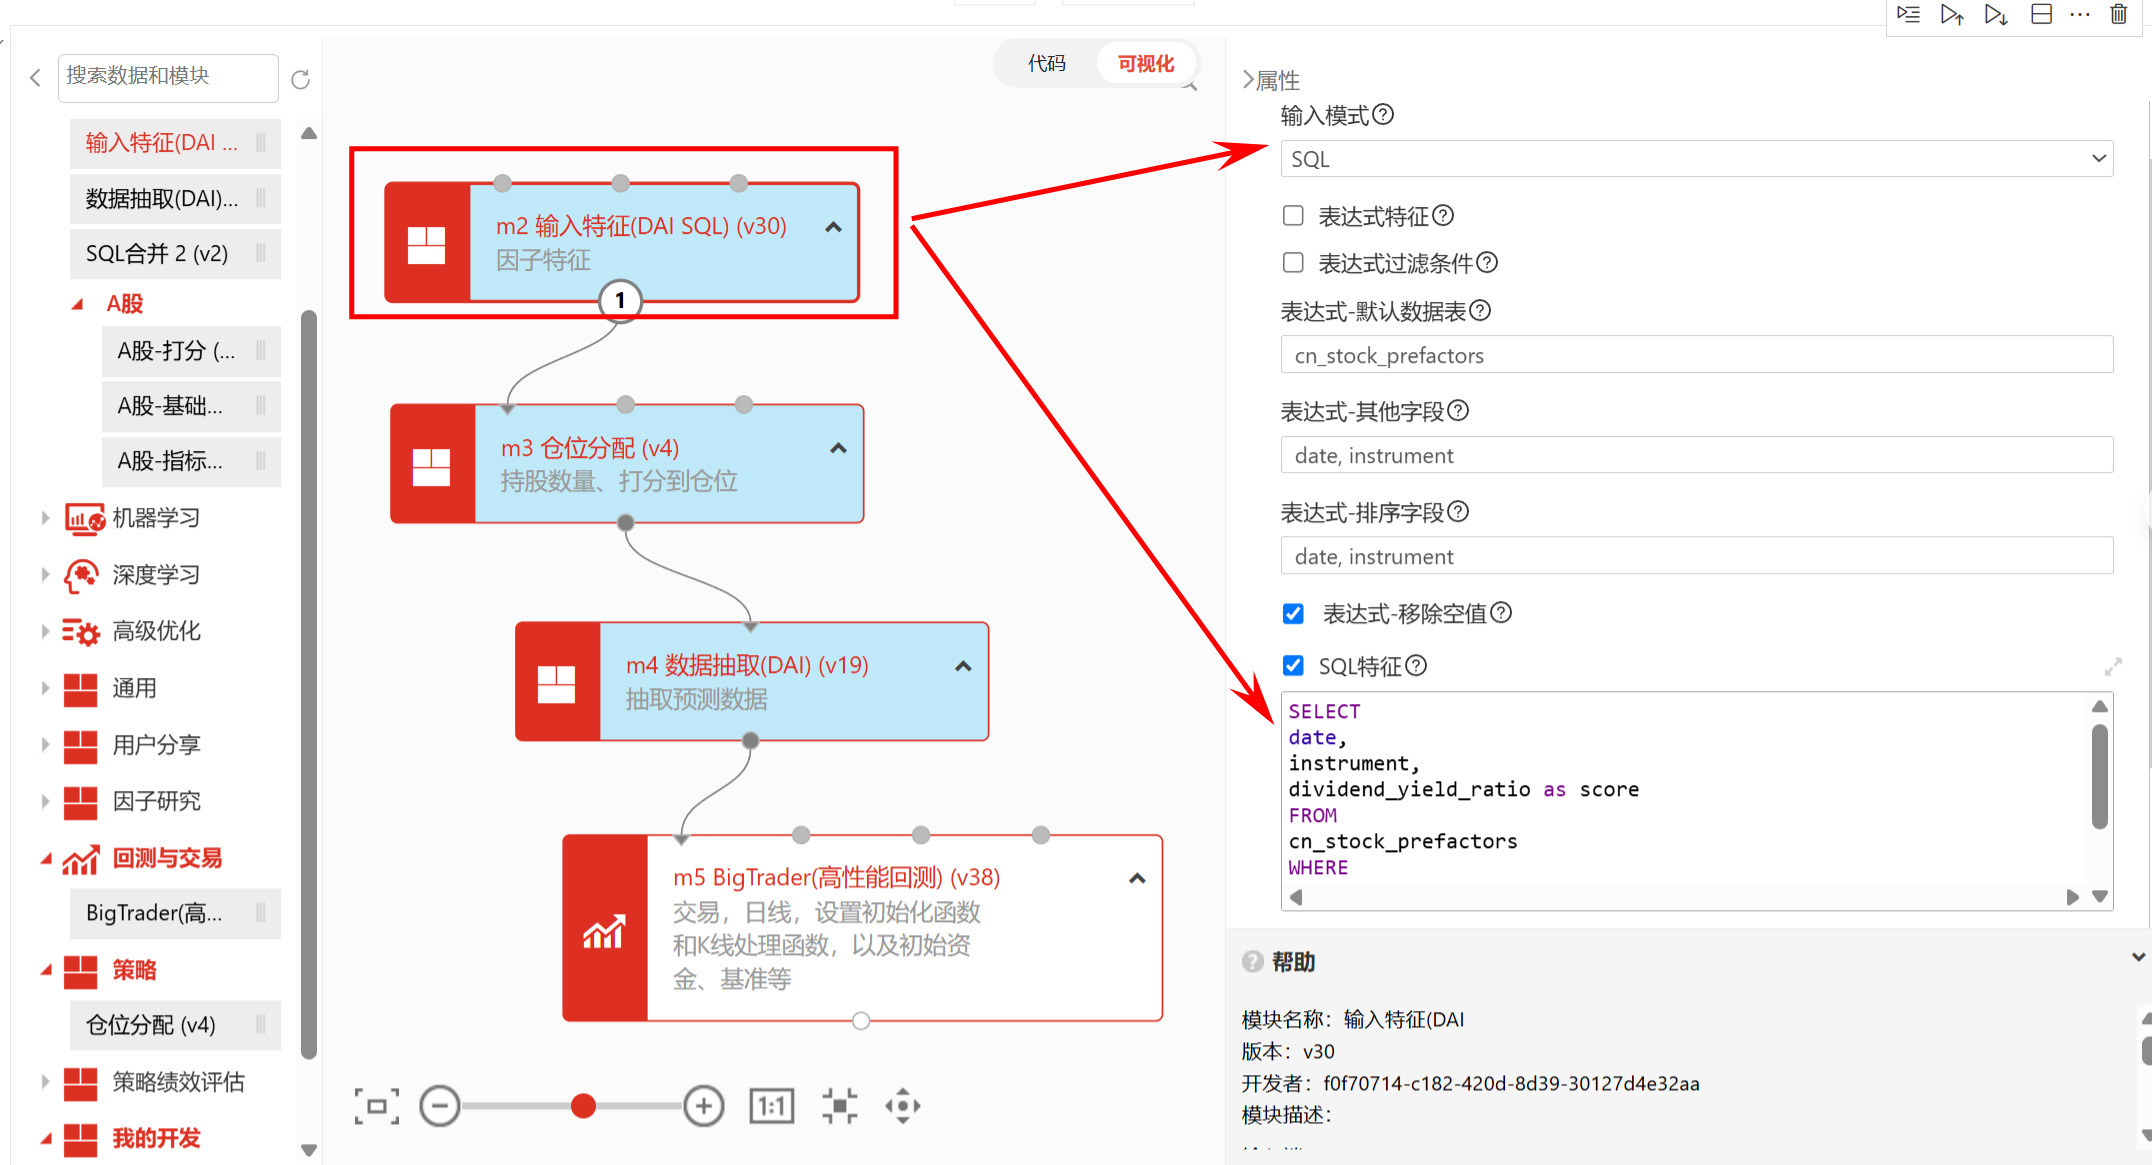 搜索数据和模块
输入特征(DAI ...
数据抽取(DAI)...
SQL合并 2 (v2)
A股
A股-打分 (...
A股-基础...
A股-指标...
机器学习
深度学习
高级优化
通用
用户分享
因子研究
回测与交易
BigTrader(高...
策略
仓位分配 (v4)
策略绩效评估
我的开发
代码
可视化
m2 输入特征(DAI SQL) (v30)
因子特征
1
m3 仓位分配 (v4)
持股数量、打分到仓位
m4 数据抽取(DAI) (v19)
抽取预测数据
m5 BigTrader(高性能回测) (v38)
交易，日线，设置初始化函数
和K线处理函数，以及初始资
金、基准等
1:1
属性
输入模式
SQL
表达式特征
表达式过滤条件
表达式-默认数据表
cn_stock_prefactors
表达式-其他字段
date, instrument
表达式-排序字段
date, instrument
表达式-移除空值
SQL特征
SELECT
date,
instrument,
dividend_yield_ratio as score
FROM
cn_stock_prefactors
WHERE
帮助
模块名称：输入特征(DAI
版本：v30
开发者：f0f70714-c182-420d-8d39-30127d4e32aa
模块描述：